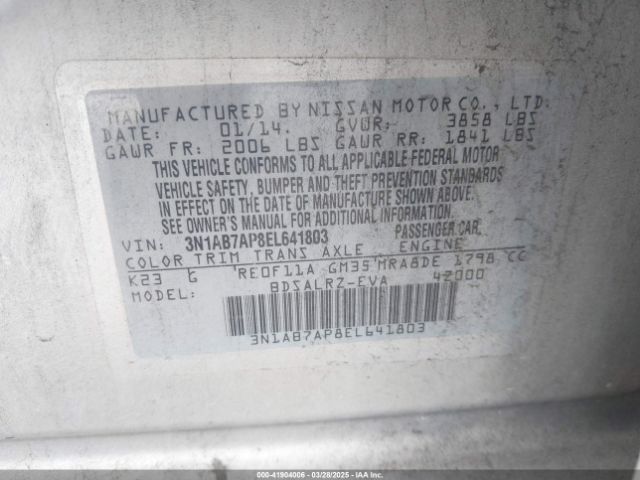 MANUFACTURED BY NISSAN MOTOR CO., LTD.
DATE: 01/14. GVWR: 3858 LBS
GAWR FR: 2006 LBS GAWR RR: 1841 LBS
THIS VEHICLE CONFORMS TO ALL APPLICABLE FEDERAL MOTOR
VEHICLE SAFETY, BUMPER AND THEFT PREVENTION STANDARDS
IN EFFECT ON THE DATE OF MANUFACTURE SHOWN ABOVE.
SEE OWNER'S MANUAL FOR ADDITIONAL INFORMATION.
VIN: 3N1AB7AP8EL641803 PASSENGER CAR
COLOR TRIM TRANS AXLE ENGINE
K23 G RE0F11A GM35 MRA8DE 1798 CC
MODEL: BDSALRZ-EVA 42000
3N1AB7AP8EL641803
000-41904006 | 03/28/2025 | IAAI.COM